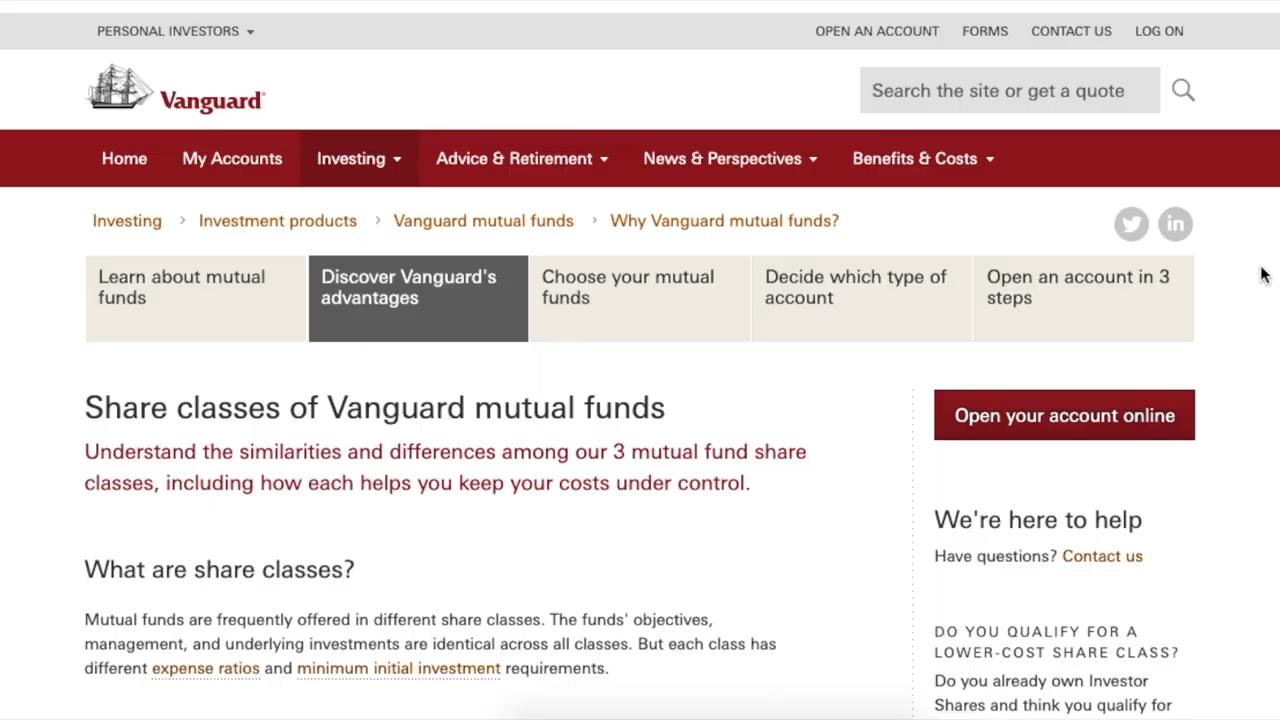 PERSONAL INVESTORS
OPEN AN ACCOUNT FORMS CONTACT US LOG ON
Vanguard®
Search the site or get a quote
Home My Accounts Investing Advice & Retirement News & Perspectives Benefits & Costs
Investing > Investment products > Vanguard mutual funds > Why Vanguard mutual funds?
Learn about mutual funds
Discover Vanguard's advantages
Choose your mutual funds
Decide which type of account
Open an account in 3 steps
Share classes of Vanguard mutual funds
Understand the similarities and differences among our 3 mutual fund share
classes, including how each helps you keep your costs under control.
What are share classes?
Mutual funds are frequently offered in different share classes. The funds' objectives,
management, and underlying investments are identical across all classes. But each class has
different expense ratios and minimum initial investment requirements.
Open your account online
We're here to help
Have questions? Contact us
DO YOU QUALIFY FOR A
LOWER-COST SHARE CLASS?
Do you already own Investor
Shares and think you qualify for